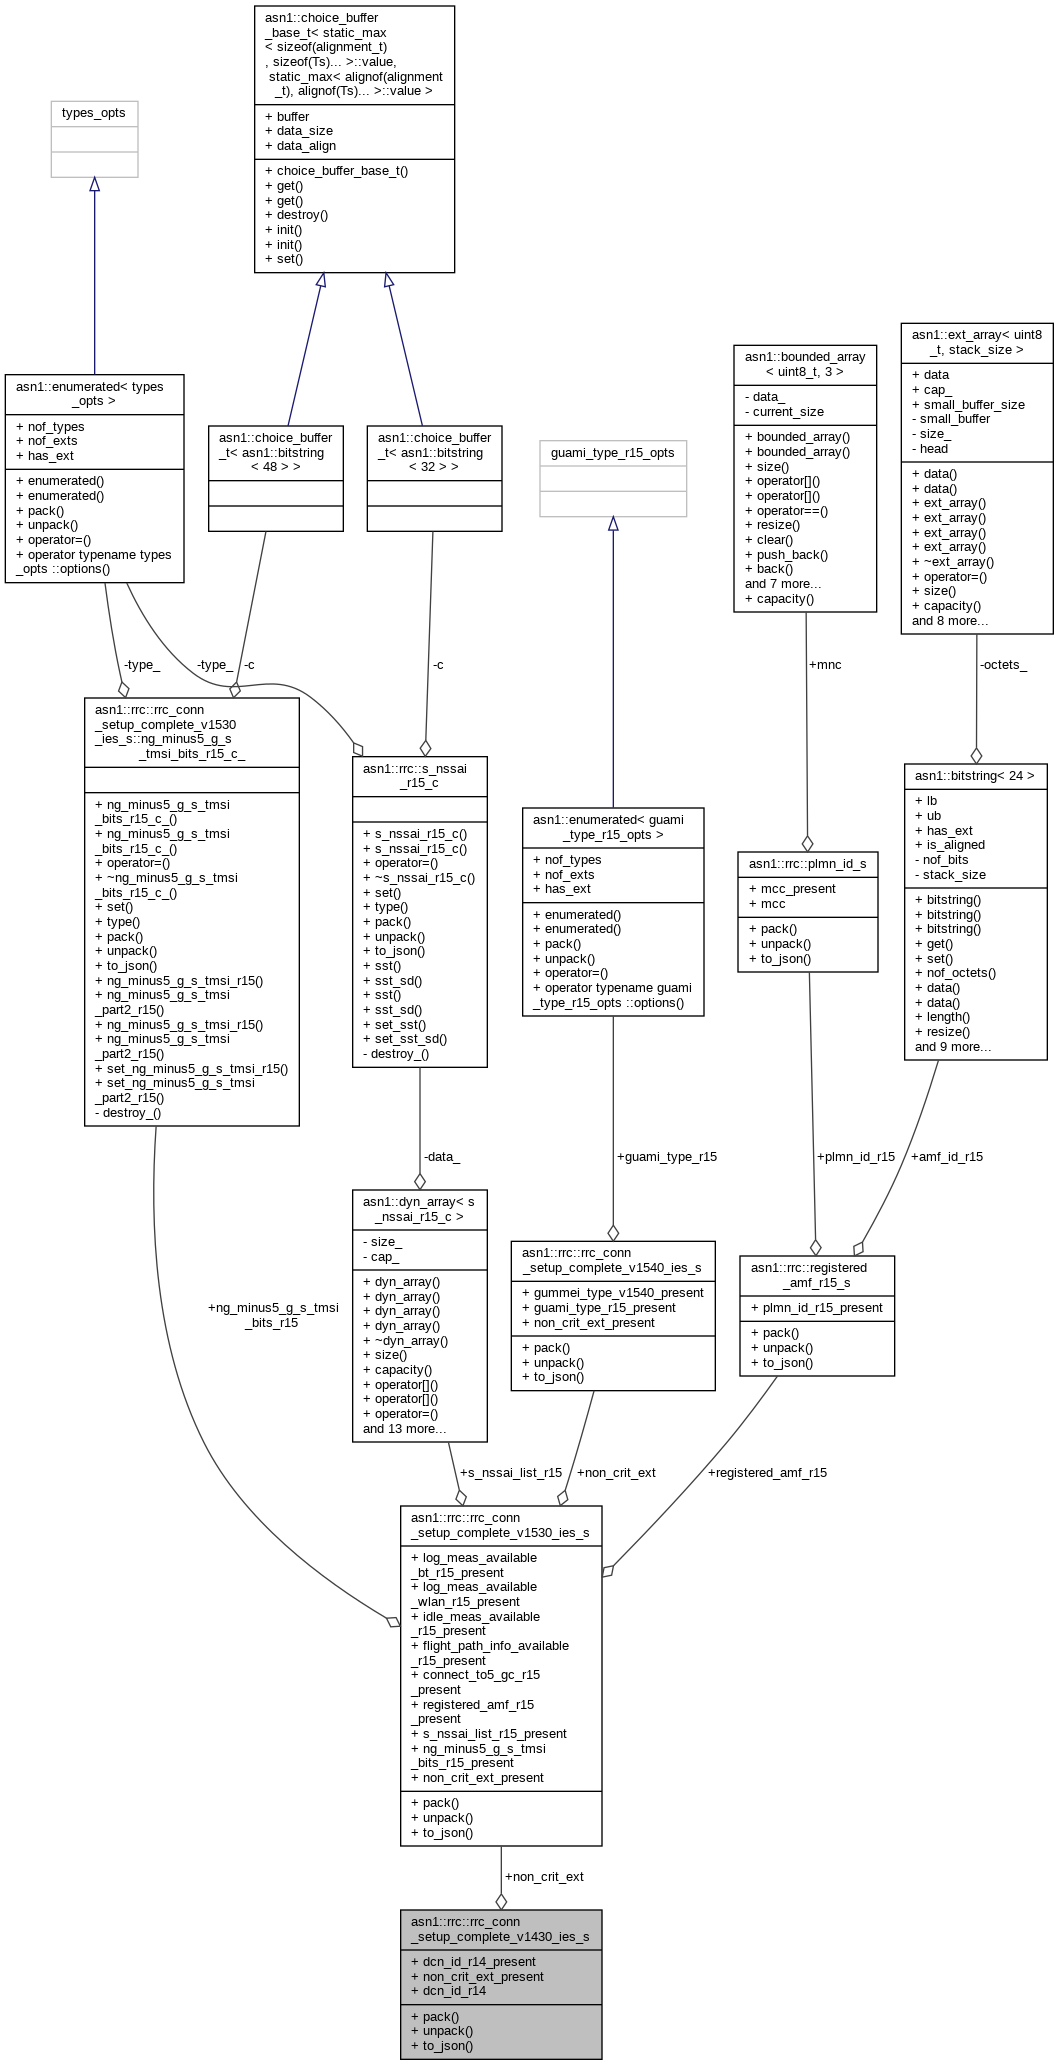 asn1::choice_buffer
_base_t< static_max
< sizeof(alignment_t)
, sizeof(Ts)... >::value,
static_max< alignof(alignment
_t), alignof(Ts)... >::value >
+ buffer
+ data_size
+ data_align
+ choice_buffer_base_t()
+ get()
+ get()
+ destroy()
+ init()
+ init()
+ set()
types_opts
asn1::enumerated< types
_opts >
+ nof_types
+ nof_exts
+ has_ext
+ enumerated()
+ enumerated()
+ pack()
+ unpack()
+ operator=()
+ operator typename types
_opts ::options()
asn1::choice_buffer
_t< asn1::bitstring
< 48 > >
asn1::choice_buffer
_t< asn1::bitstring
< 32 > >
guami_type_r15_opts
asn1::bounded_array
< uint8_t, 3 >
- data_
- current_size
+ bounded_array()
+ bounded_array()
+ size()
+ operator[]()
+ operator[]()
+ operator==()
+ resize()
+ clear()
+ push_back()
+ back()
and 7 more...
+ capacity()
asn1::ext_array< uint8
_t, stack_size >
+ data
+ cap_
+ small_buffer_size
- small_buffer
- size_
- head
+ data()
+ data()
+ ext_array()
+ ext_array()
+ ext_array()
+ ext_array()
+ ~ext_array()
+ operator=()
+ size()
+ capacity()
and 8 more...
-type_
-type_
-c
-c
+mnc
-octets_
asn1::rrc::rrc_conn
_setup_complete_v1530
_ies_s::ng_minus5_g_s
_tmsi_bits_r15_c_
+ ng_minus5_g_s_tmsi
_bits_r15_c_()
+ ng_minus5_g_s_tmsi
_bits_r15_c_()
+ operator=()
+ ~ng_minus5_g_s_tmsi
_bits_r15_c_()
+ set()
+ type()
+ pack()
+ unpack()
+ to_json()
+ ng_minus5_g_s_tmsi_r15()
+ ng_minus5_g_s_tmsi
_part2_r15()
+ ng_minus5_g_s_tmsi_r15()
+ ng_minus5_g_s_tmsi
_part2_r15()
+ set_ng_minus5_g_s_tmsi_r15()
+ set_ng_minus5_g_s_tmsi
_part2_r15()
- destroy_()
asn1::rrc::s_nssai
_r15_c
+ s_nssai_r15_c()
+ s_nssai_r15_c()
+ operator=()
+ ~s_nssai_r15_c()
+ set()
+ type()
+ pack()
+ unpack()
+ to_json()
+ sst()
+ sst_sd()
+ sst()
+ sst_sd()
+ set_sst()
+ set_sst_sd()
- destroy_()
asn1::enumerated< guami
_type_r15_opts >
+ nof_types
+ nof_exts
+ has_ext
+ enumerated()
+ enumerated()
+ pack()
+ unpack()
+ operator=()
+ operator typename guami
_type_r15_opts ::options()
asn1::rrc::plmn_id_s
+ mcc_present
+ mcc
+ pack()
+ unpack()
+ to_json()
asn1::bitstring< 24 >
+ lb
+ ub
+ has_ext
+ is_aligned
- nof_bits
- stack_size
+ bitstring()
+ bitstring()
+ bitstring()
+ get()
+ set()
+ nof_octets()
+ data()
+ data()
+ length()
+ resize()
and 9 more...
-data_
+guami_type_r15
+plmn_id_r15
+amf_id_r15
+ng_minus5_g_s_tmsi
_bits_r15
asn1::dyn_array< s
_nssai_r15_c >
- size_
- cap_
+ dyn_array()
+ dyn_array()
+ dyn_array()
+ dyn_array()
+ ~dyn_array()
+ size()
+ capacity()
+ operator[]()
+ operator[]()
+ operator=()
and 13 more...
asn1::rrc::rrc_conn
_setup_complete_v1540_ies_s
+ gummei_type_v1540_present
+ guami_type_r15_present
+ non_crit_ext_present
+ pack()
+ unpack()
+ to_json()
asn1::rrc::registered
_amf_r15_s
+ plmn_id_r15_present
+ pack()
+ unpack()
+ to_json()
+s_nssai_list_r15
+non_crit_ext
+registered_amf_r15
asn1::rrc::rrc_conn
_setup_complete_v1530_ies_s
+ log_meas_available
_bt_r15_present
+ log_meas_available
_wlan_r15_present
+ idle_meas_available
_r15_present
+ flight_path_info_available
_r15_present
+ connect_to5_gc_r15
_present
+ registered_amf_r15
_present
+ s_nssai_list_r15_present
+ ng_minus5_g_s_tmsi
_bits_r15_present
+ non_crit_ext_present
+ pack()
+ unpack()
+ to_json()
+non_crit_ext
asn1::rrc::rrc_conn
_setup_complete_v1430_ies_s
+ dcn_id_r14_present
+ non_crit_ext_present
+ dcn_id_r14
+ pack()
+ unpack()
+ to_json()